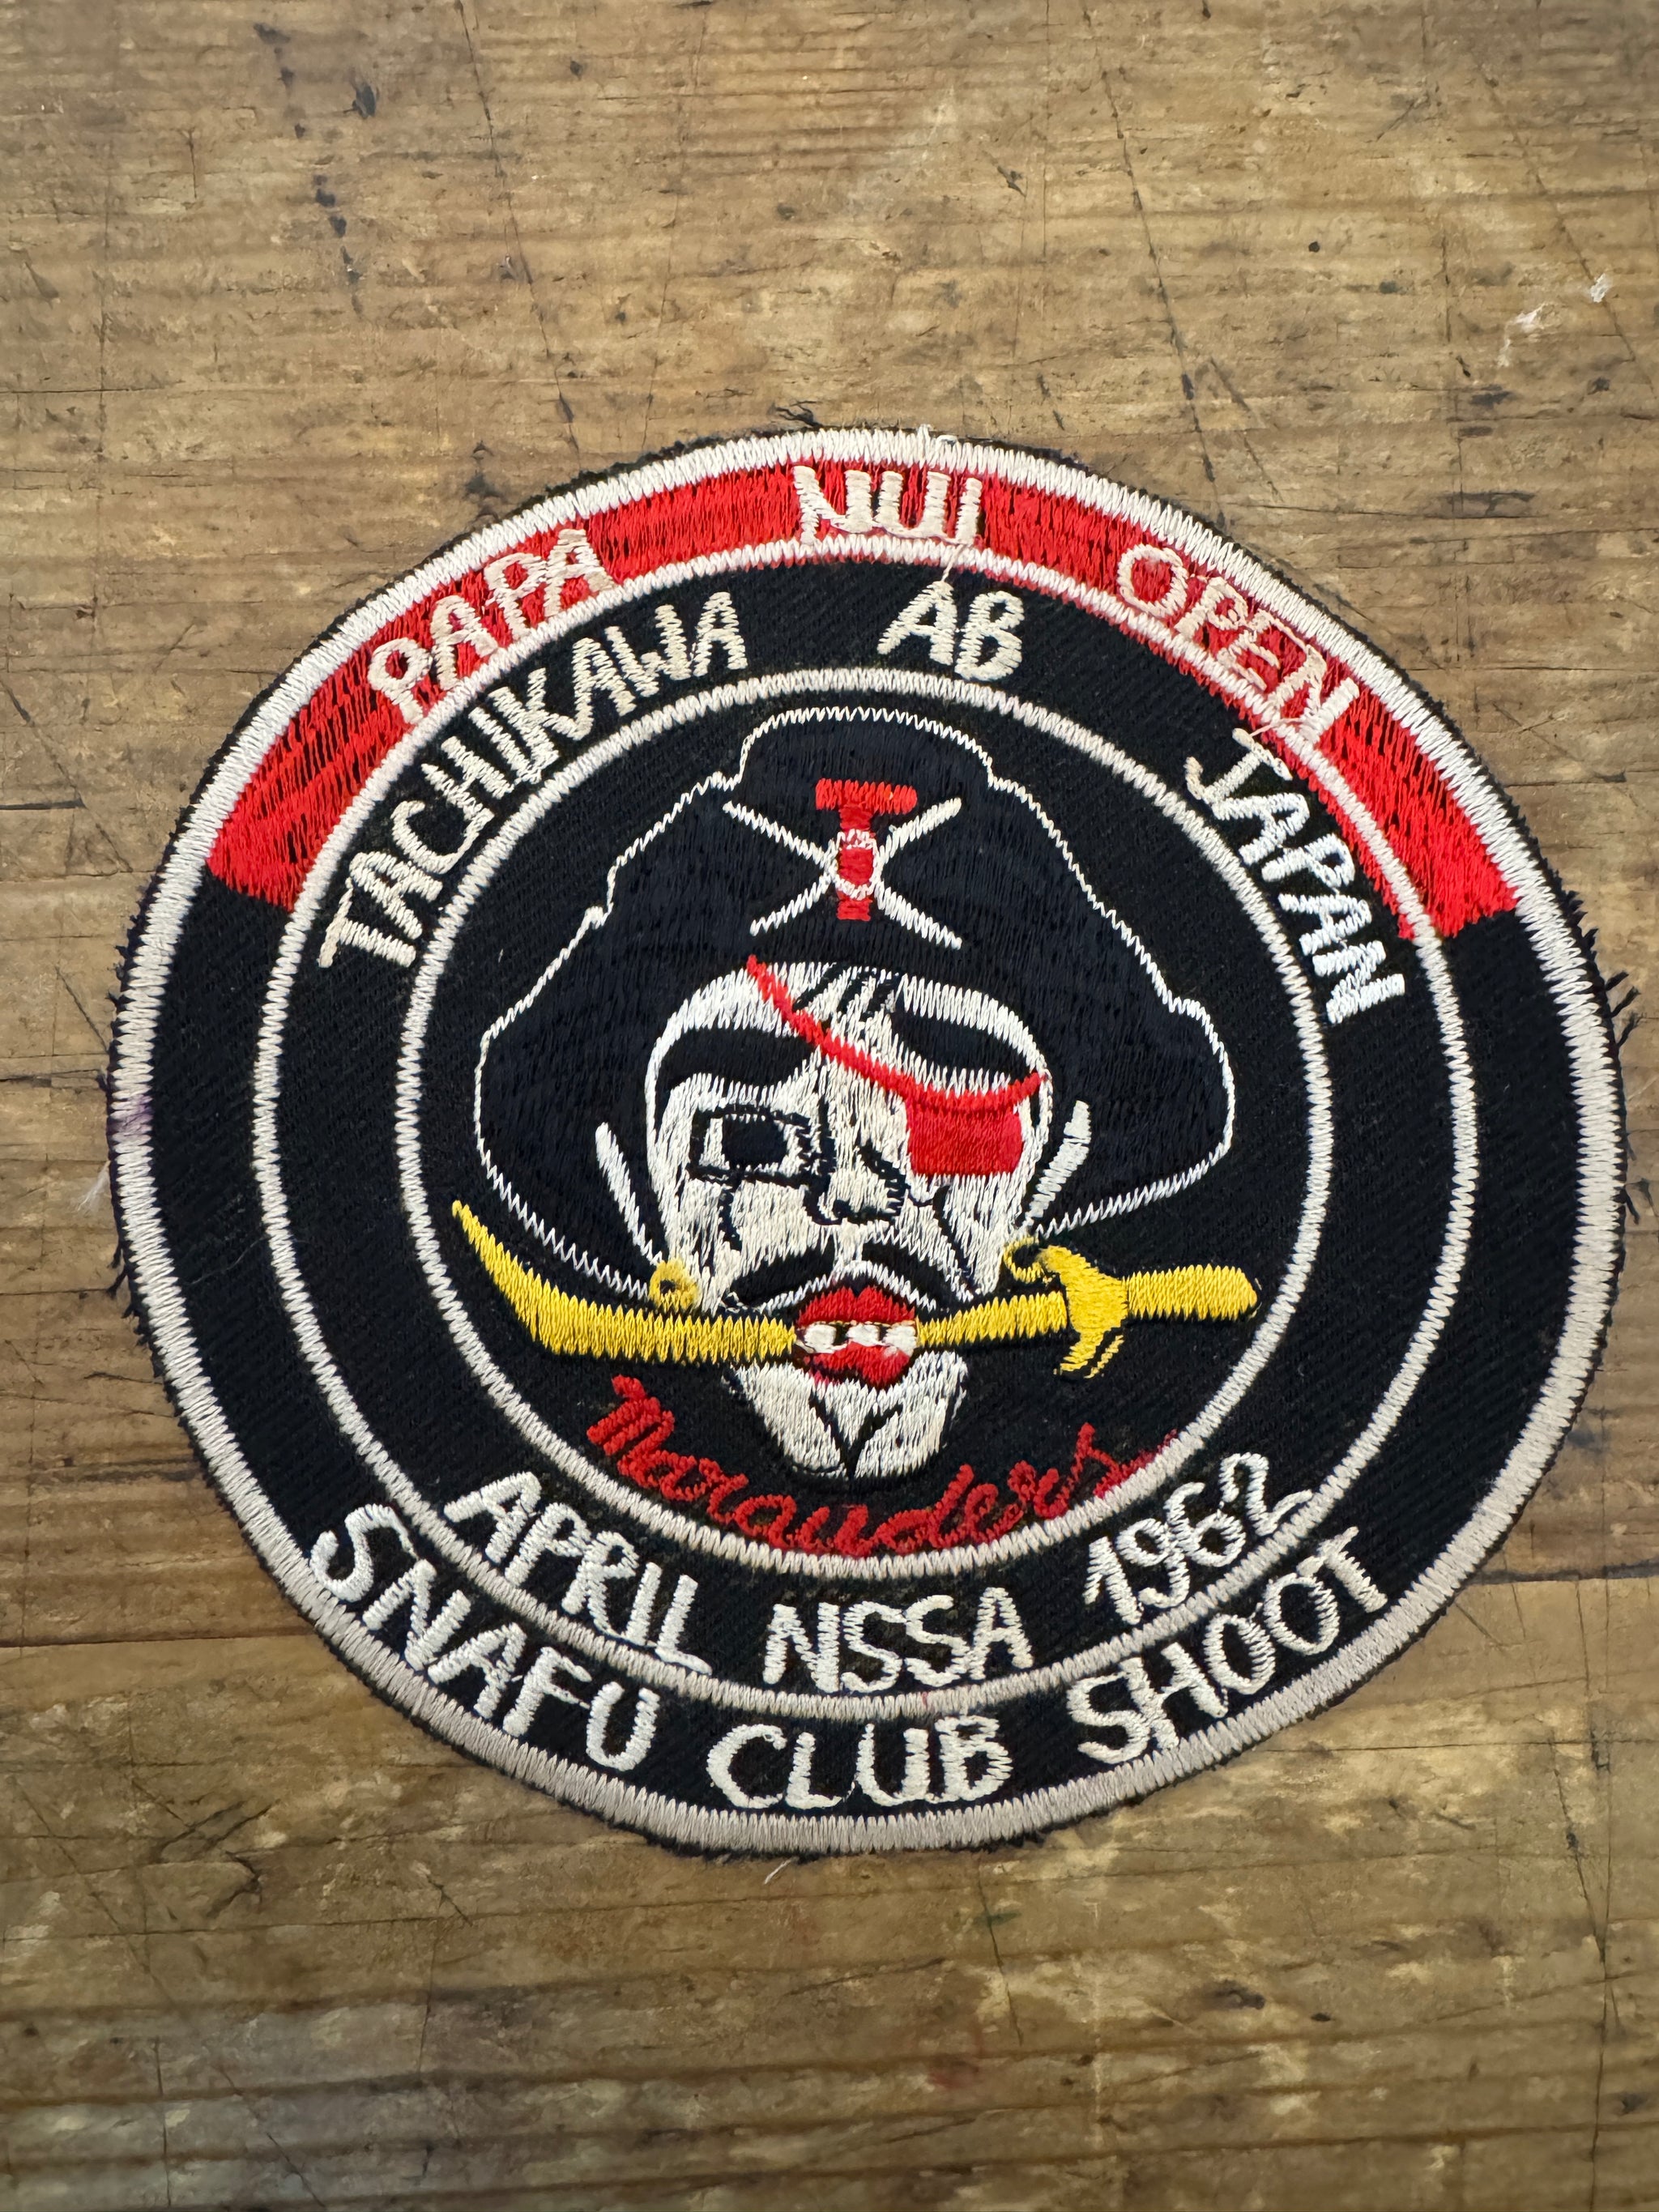 PAPA NUI OPEN
TACHIKAWA AB JAPAN
Marauders
APRIL NSSA 1962
SNAFU CLUB SHOOT